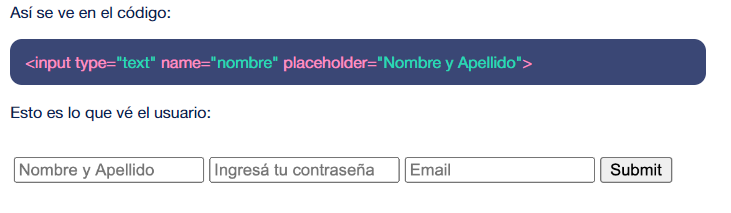 Así se ve en el código:
<input type="text" name="nombre" placeholder="Nombre y Apellido">
Esto es lo que vé el usuario:
Nombre y Apellido Ingresá tu contraseña Email Submit